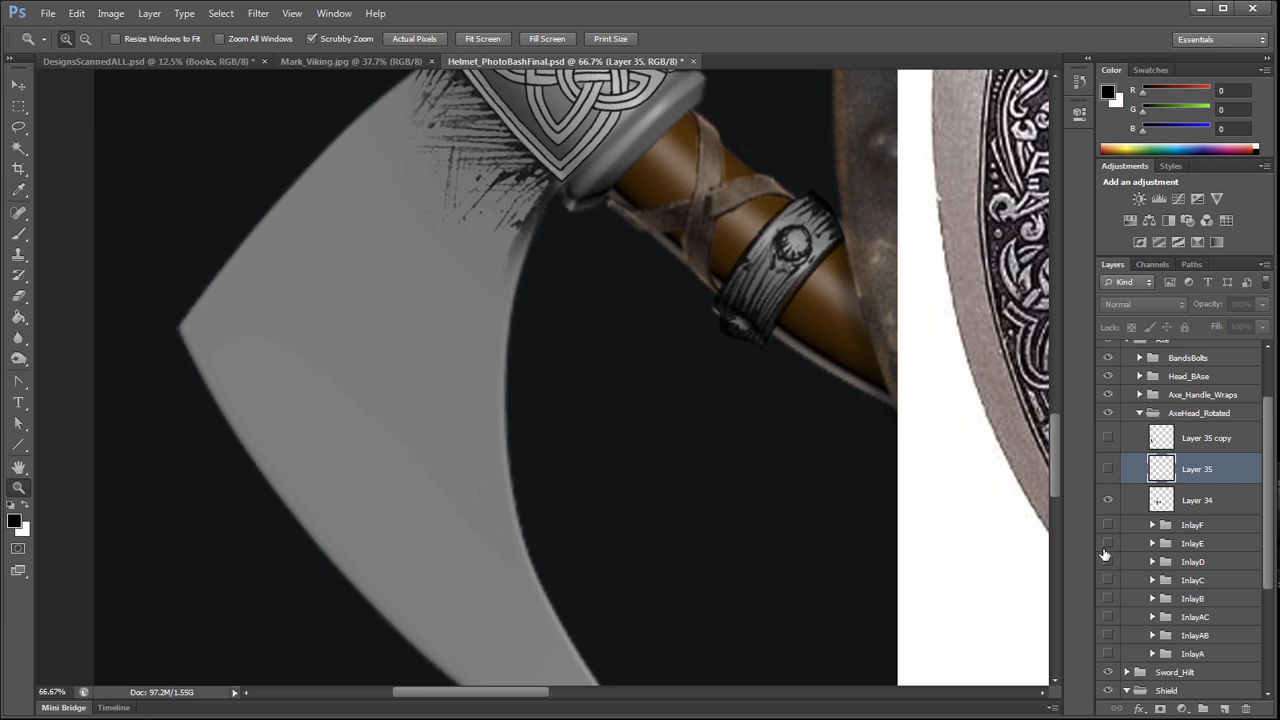 Ps File Edit Image Layer Type Select Filter View Window Help
Resize Windows to Fit Zoom All Windows Scrubby Zoom Actual Pixels Fit Screen Fill Screen Print Size Essentials
DesignsScannedALL.psd @ 12.5% (Books, RGB/8) * × Mark_Viking.jpg @ 37.7% (RGB/8) × Helmet_PhotoBashFinal.psd @ 66.7% (Layer 35, RGB/8) * ×
Color Swatches
R 0
G 0
B 0
Adjustments Styles
Add an adjustment
Layers Channels Paths
Kind
Normal Opacity: 100%
Lock: Fill: 100%
Axe
BandsBolts
Head_BAse
Axe_Handle_Wraps
AxeHead_Rotated
Layer 35 copy
Layer 35
Layer 34
InlayF
InlayE
InlayD
InlayC
InlayB
InlayAC
InlayAB
InlayA
Sword_Hilt
Shield
66.67% Doc: 97.2M/1.55G
Mini Bridge Timeline